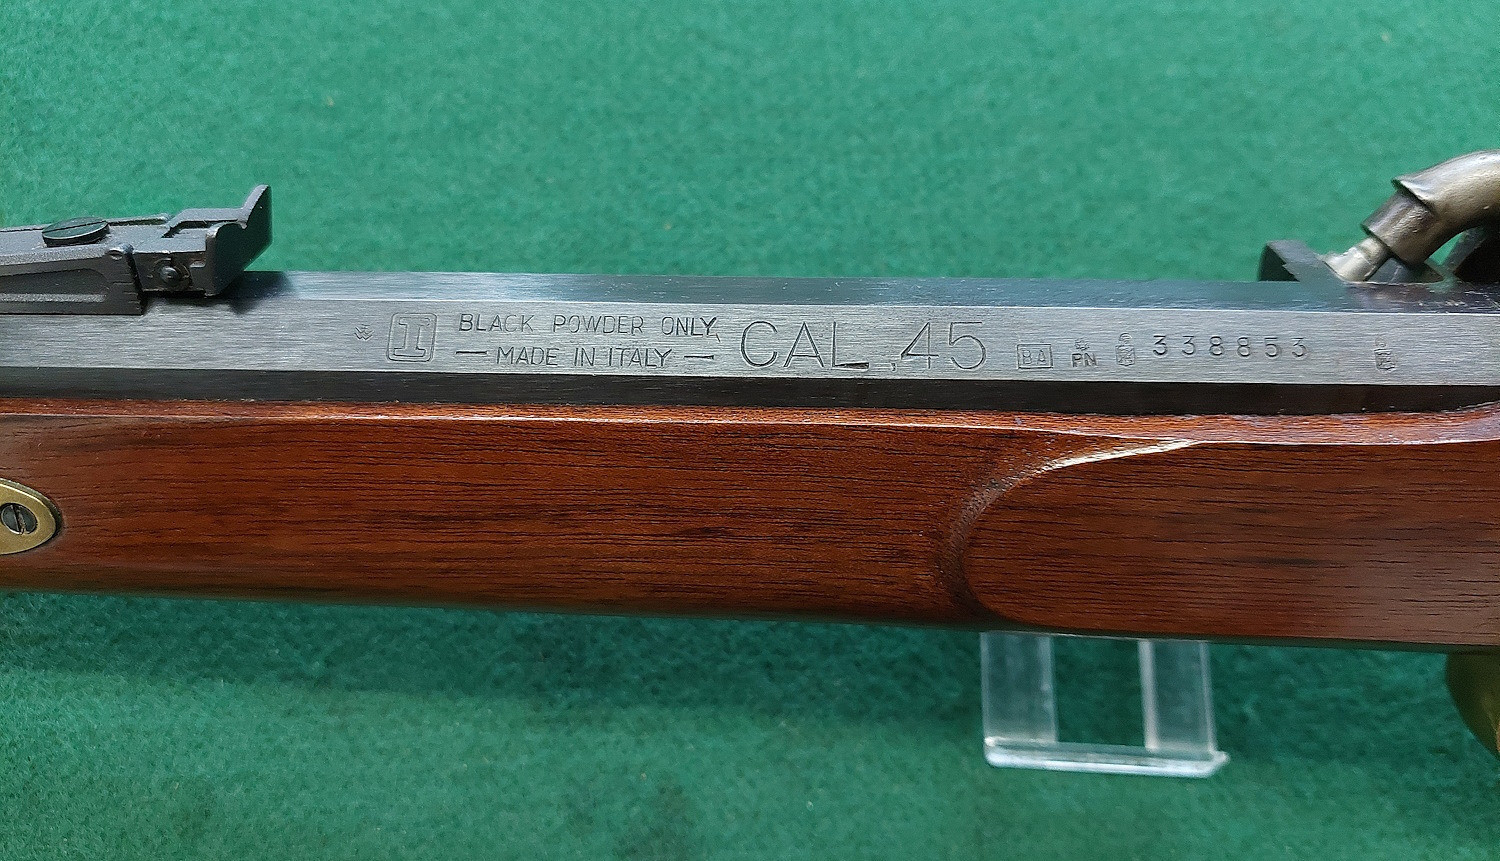 I
BLACK POWDER ONLY
— MADE IN ITALY —
CAL .45
BA
PN
338853